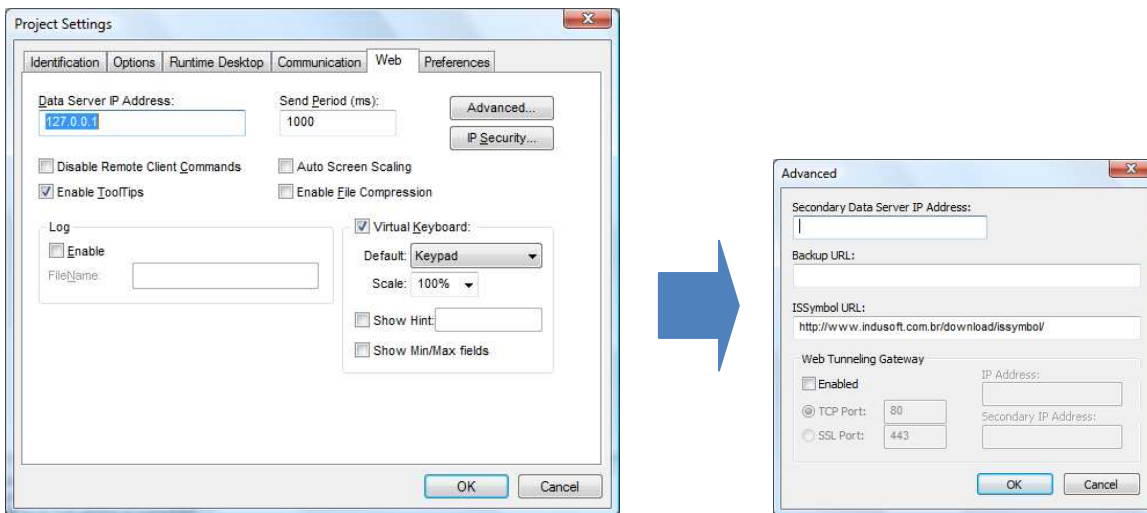 Project Settings
Identification Options Runtime Desktop Communication Web Preferences
Data Server IP Address: Send Period (ms):
127.0.0.1 1000 Advanced...
IP Security...
Disable Remote Client Commands Auto Screen Scaling
Enable ToolTips Enable File Compression
Log Virtual Keyboard:
Enable
Default: Keypad
FileName:
Scale: 100%
Show Hint:
Show Min/Max fields
OK Cancel
Advanced
Secondary Data Server IP Address:
Backup URL:
ISSymbol URL:
http://www.indusoft.com.br/download/issymbol/
Web Tunneling Gateway
Enabled IP Address:
TCP Port: 80 Secondary IP Address:
SSL Port: 443
OK Cancel